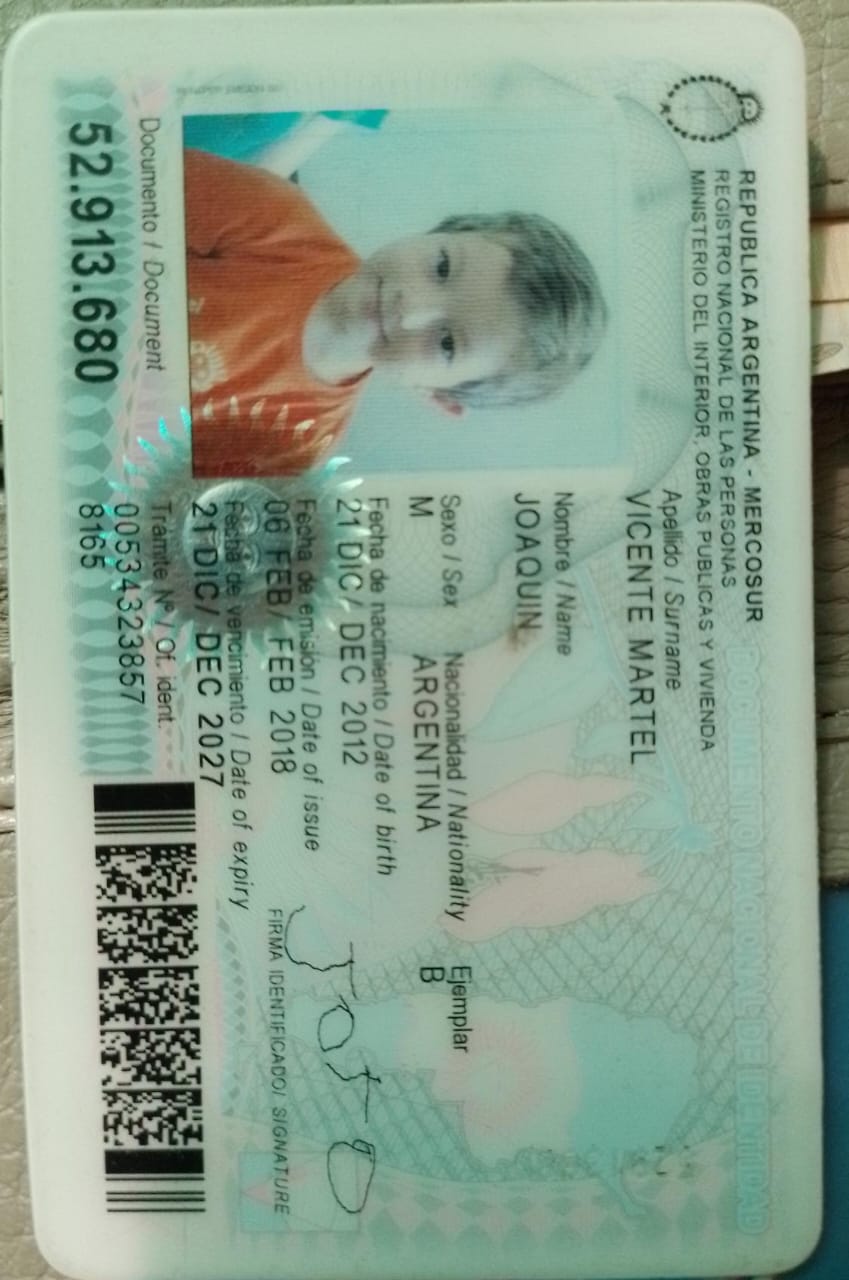 REPUBLICA ARGENTINA - MERCOSUR
REGISTRO NACIONAL DE LAS PERSONAS
MINISTERIO DEL INTERIOR, OBRAS PUBLICAS Y VIVIENDA
DOCUMENTO NACIONAL DE IDENTIDAD
Apellido / Surname
VICENTE MARTEL
Nombre / Name
JOAQUIN
Sexo / Sex Nacionalidad / Nationality Ejemplar
M ARGENTINA B
Fecha de nacimiento / Date of birth
21 DIC/ DEC 2012
Fecha de emisión / Date of issue
06 FEB/ FEB 2018
Fecha de vencimiento / Date of expiry
21 DIC/ DEC 2027
FIRMA IDENTIFICADO/ SIGNATURE
Documento / Document
52.913.680
Tramite Nº / Of. ident.
00534323857
8165